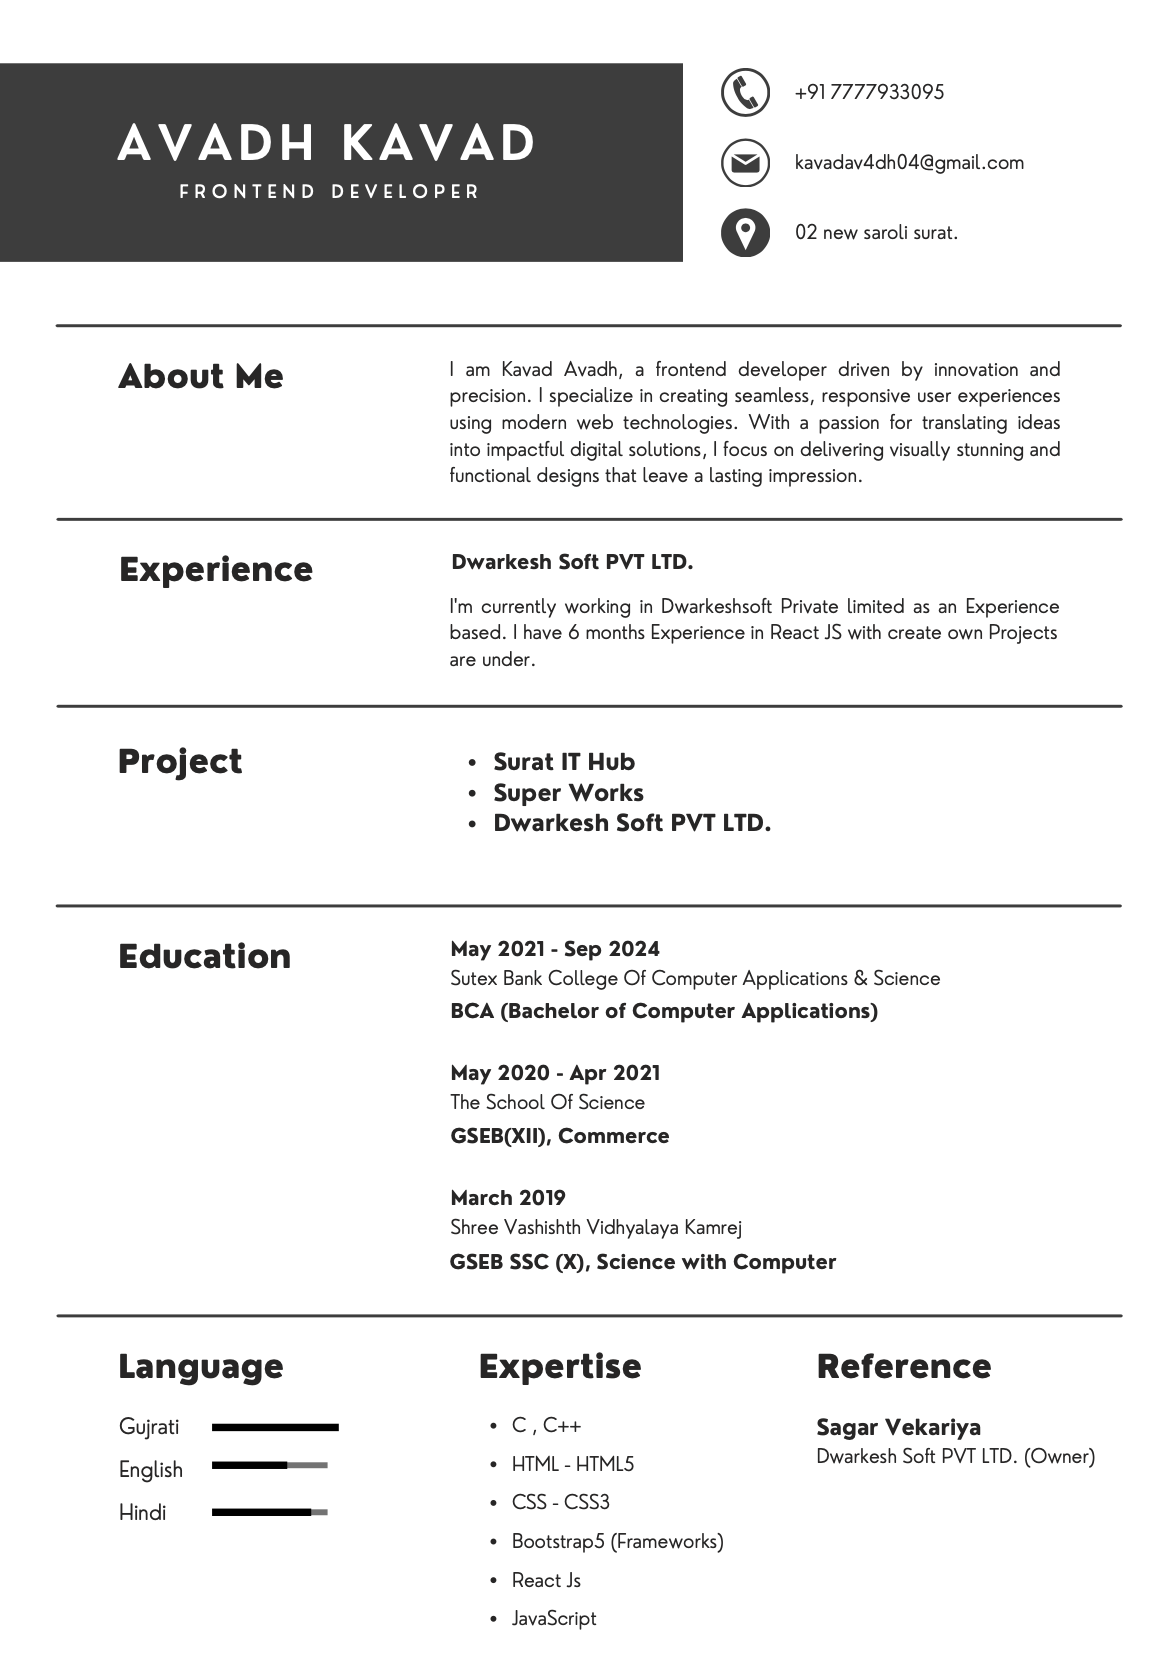 AVADH KAVAD
FRONTEND DEVELOPER
+91 7777933095
kavadav4dh04@gmail.com
02 new saroli surat.
About Me
I am Kavad Avadh, a frontend developer driven by innovation and
precision. I specialize in creating seamless, responsive user experiences
using modern web technologies. With a passion for translating ideas
into impactful digital solutions, I focus on delivering visually stunning and
functional designs that leave a lasting impression.
Experience
Dwarkesh Soft PVT LTD.
I'm currently working in Dwarkeshsoft Private limited as an Experience
based. I have 6 months Experience in React JS with create own Projects
are under.
Project
• Surat IT Hub
• Super Works
• Dwarkesh Soft PVT LTD.
Education
May 2021 - Sep 2024
Sutex Bank College Of Computer Applications & Science
BCA (Bachelor of Computer Applications)
May 2020 - Apr 2021
The School Of Science
GSEB(XII), Commerce
March 2019
Shree Vashishth Vidhyalaya Kamrej
GSEB SSC (X), Science with Computer
Language
Gujrati
English
Hindi
Expertise
• C , C++
• HTML - HTML5
• CSS - CSS3
• Bootstrap5 (Frameworks)
• React Js
• JavaScript
Reference
Sagar Vekariya
Dwarkesh Soft PVT LTD. (Owner)